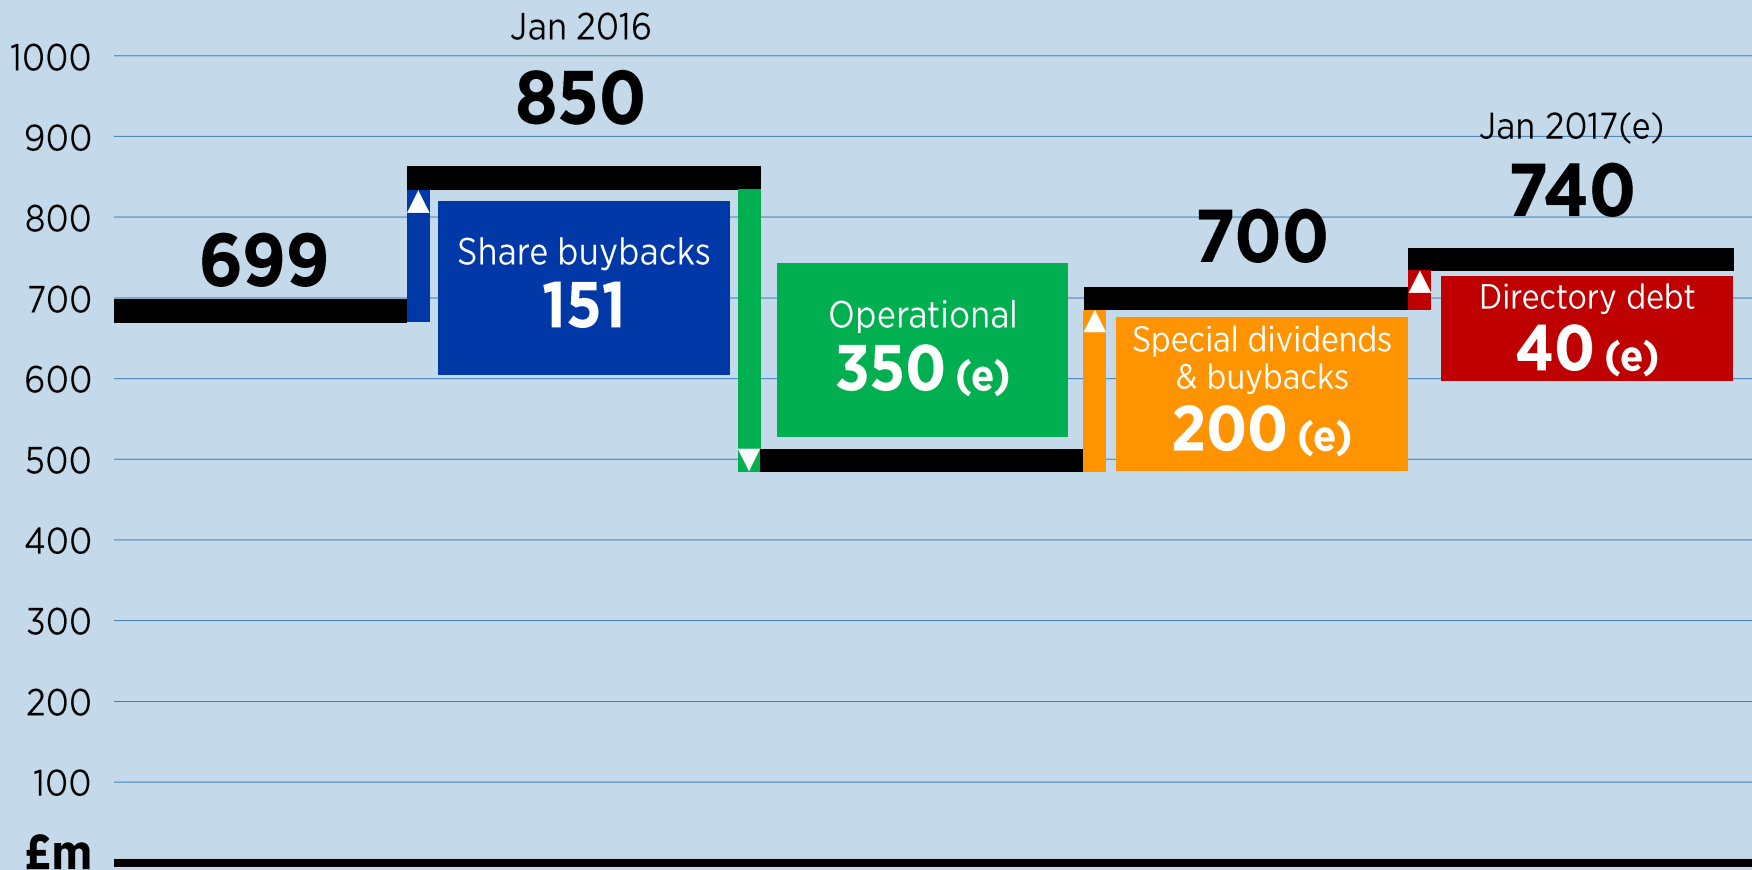 Jan 2016
850
1000
900
800
700
600
500
400
300
200
100
£m
699
Share buybacks
151
Operational
350 (e)
700
Special dividends
& buybacks
200 (e)
Jan 2017(e)
740
Directory debt
40 (e)